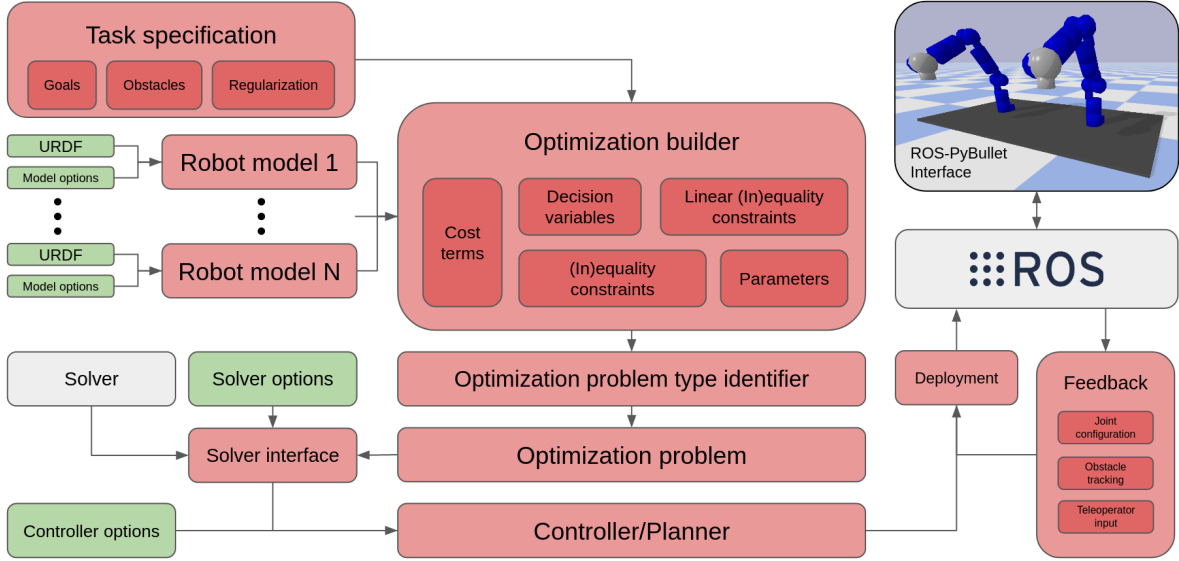 Task specification
Goals
Obstacles
Regularization
URDF
Model options
Robot model 1
URDF
Model options
Robot model N
Optimization builder
Cost
terms
Decision
variables
Linear (In)equality
constraints
(In)equality
constraints
Parameters
Solver
Solver options
Optimization problem type identifier
Solver interface
Optimization problem
Controller options
Controller/Planner
ROS-PyBullet
Interface
ROS
Deployment
Feedback
Joint
configuration
Obstacle
tracking
Teleoperator
input